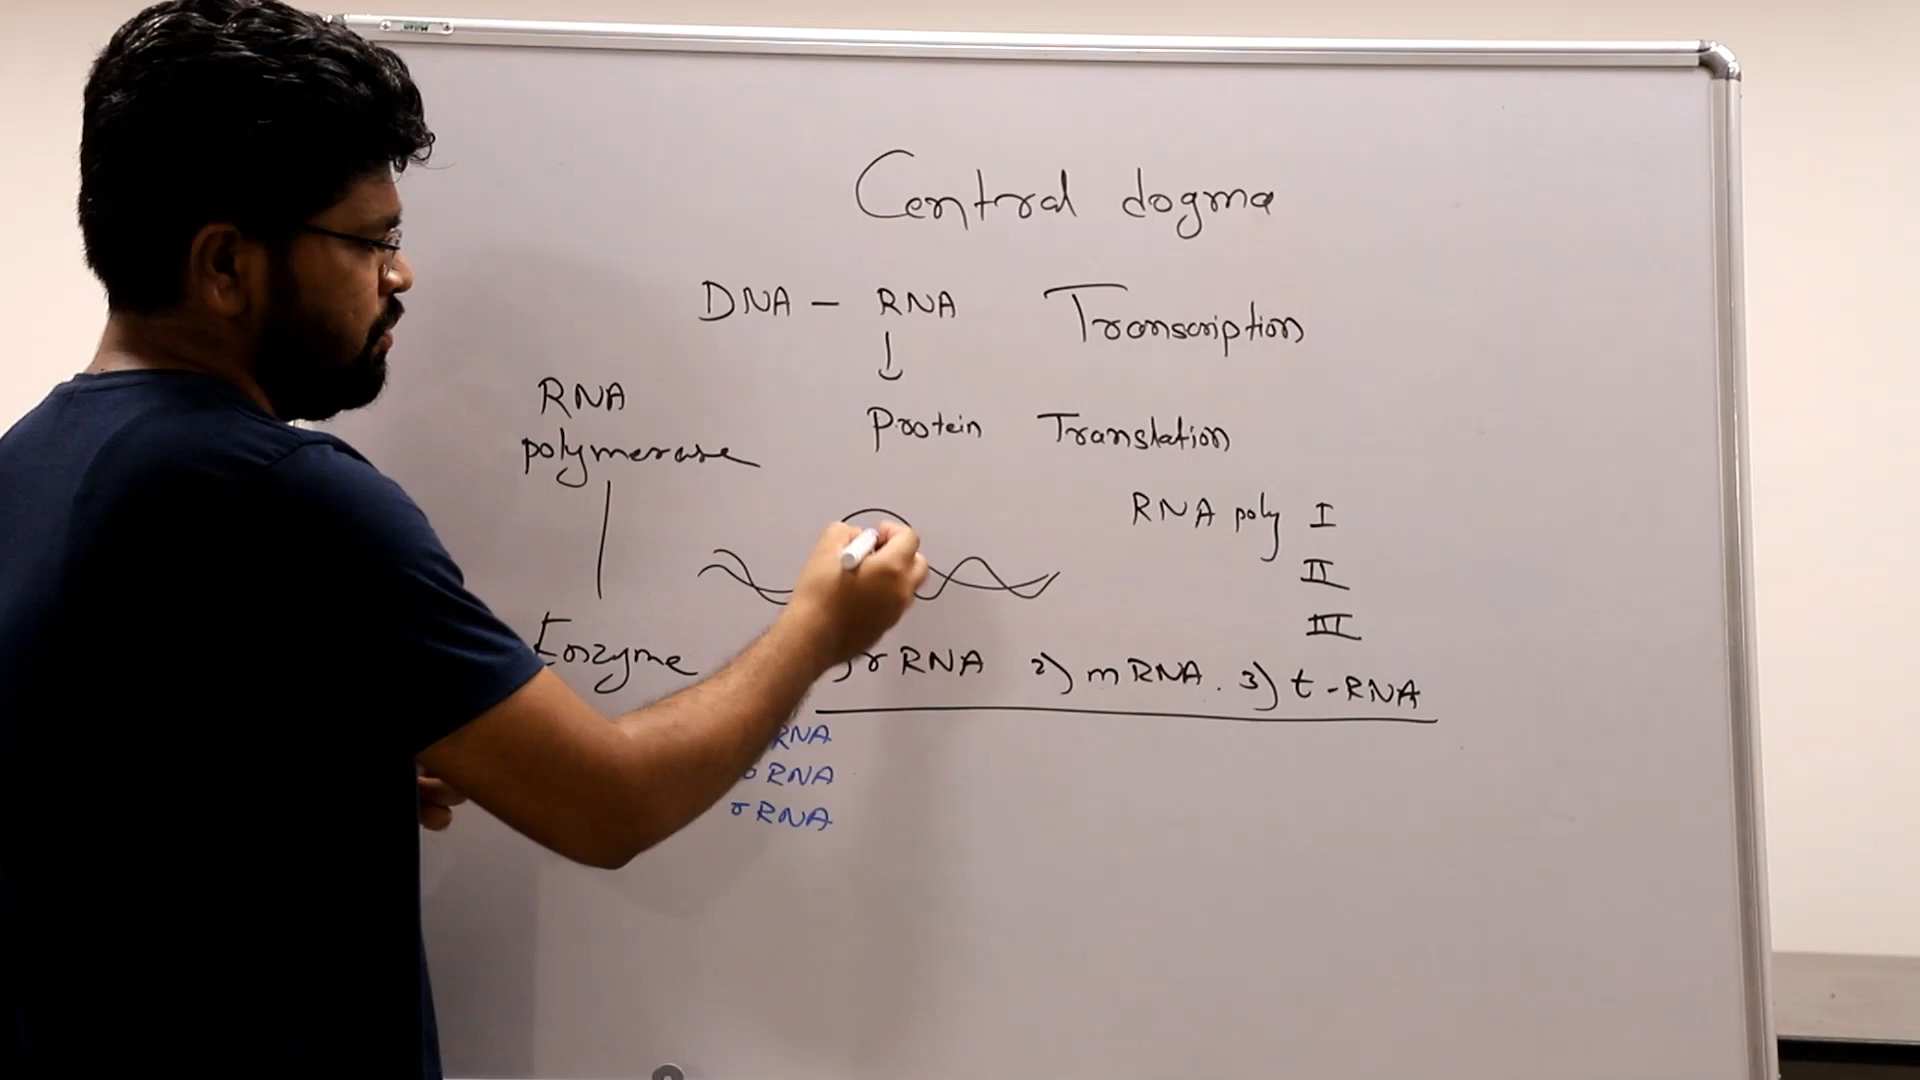 Central dogma
DNA – RNA Transcription
↓
Protein Translation
RNA
polymerase
Enzyme
RNA poly I
II
III
rRNA 2) mRNA. 3) t-RNA
RNA
RNA
rRNA